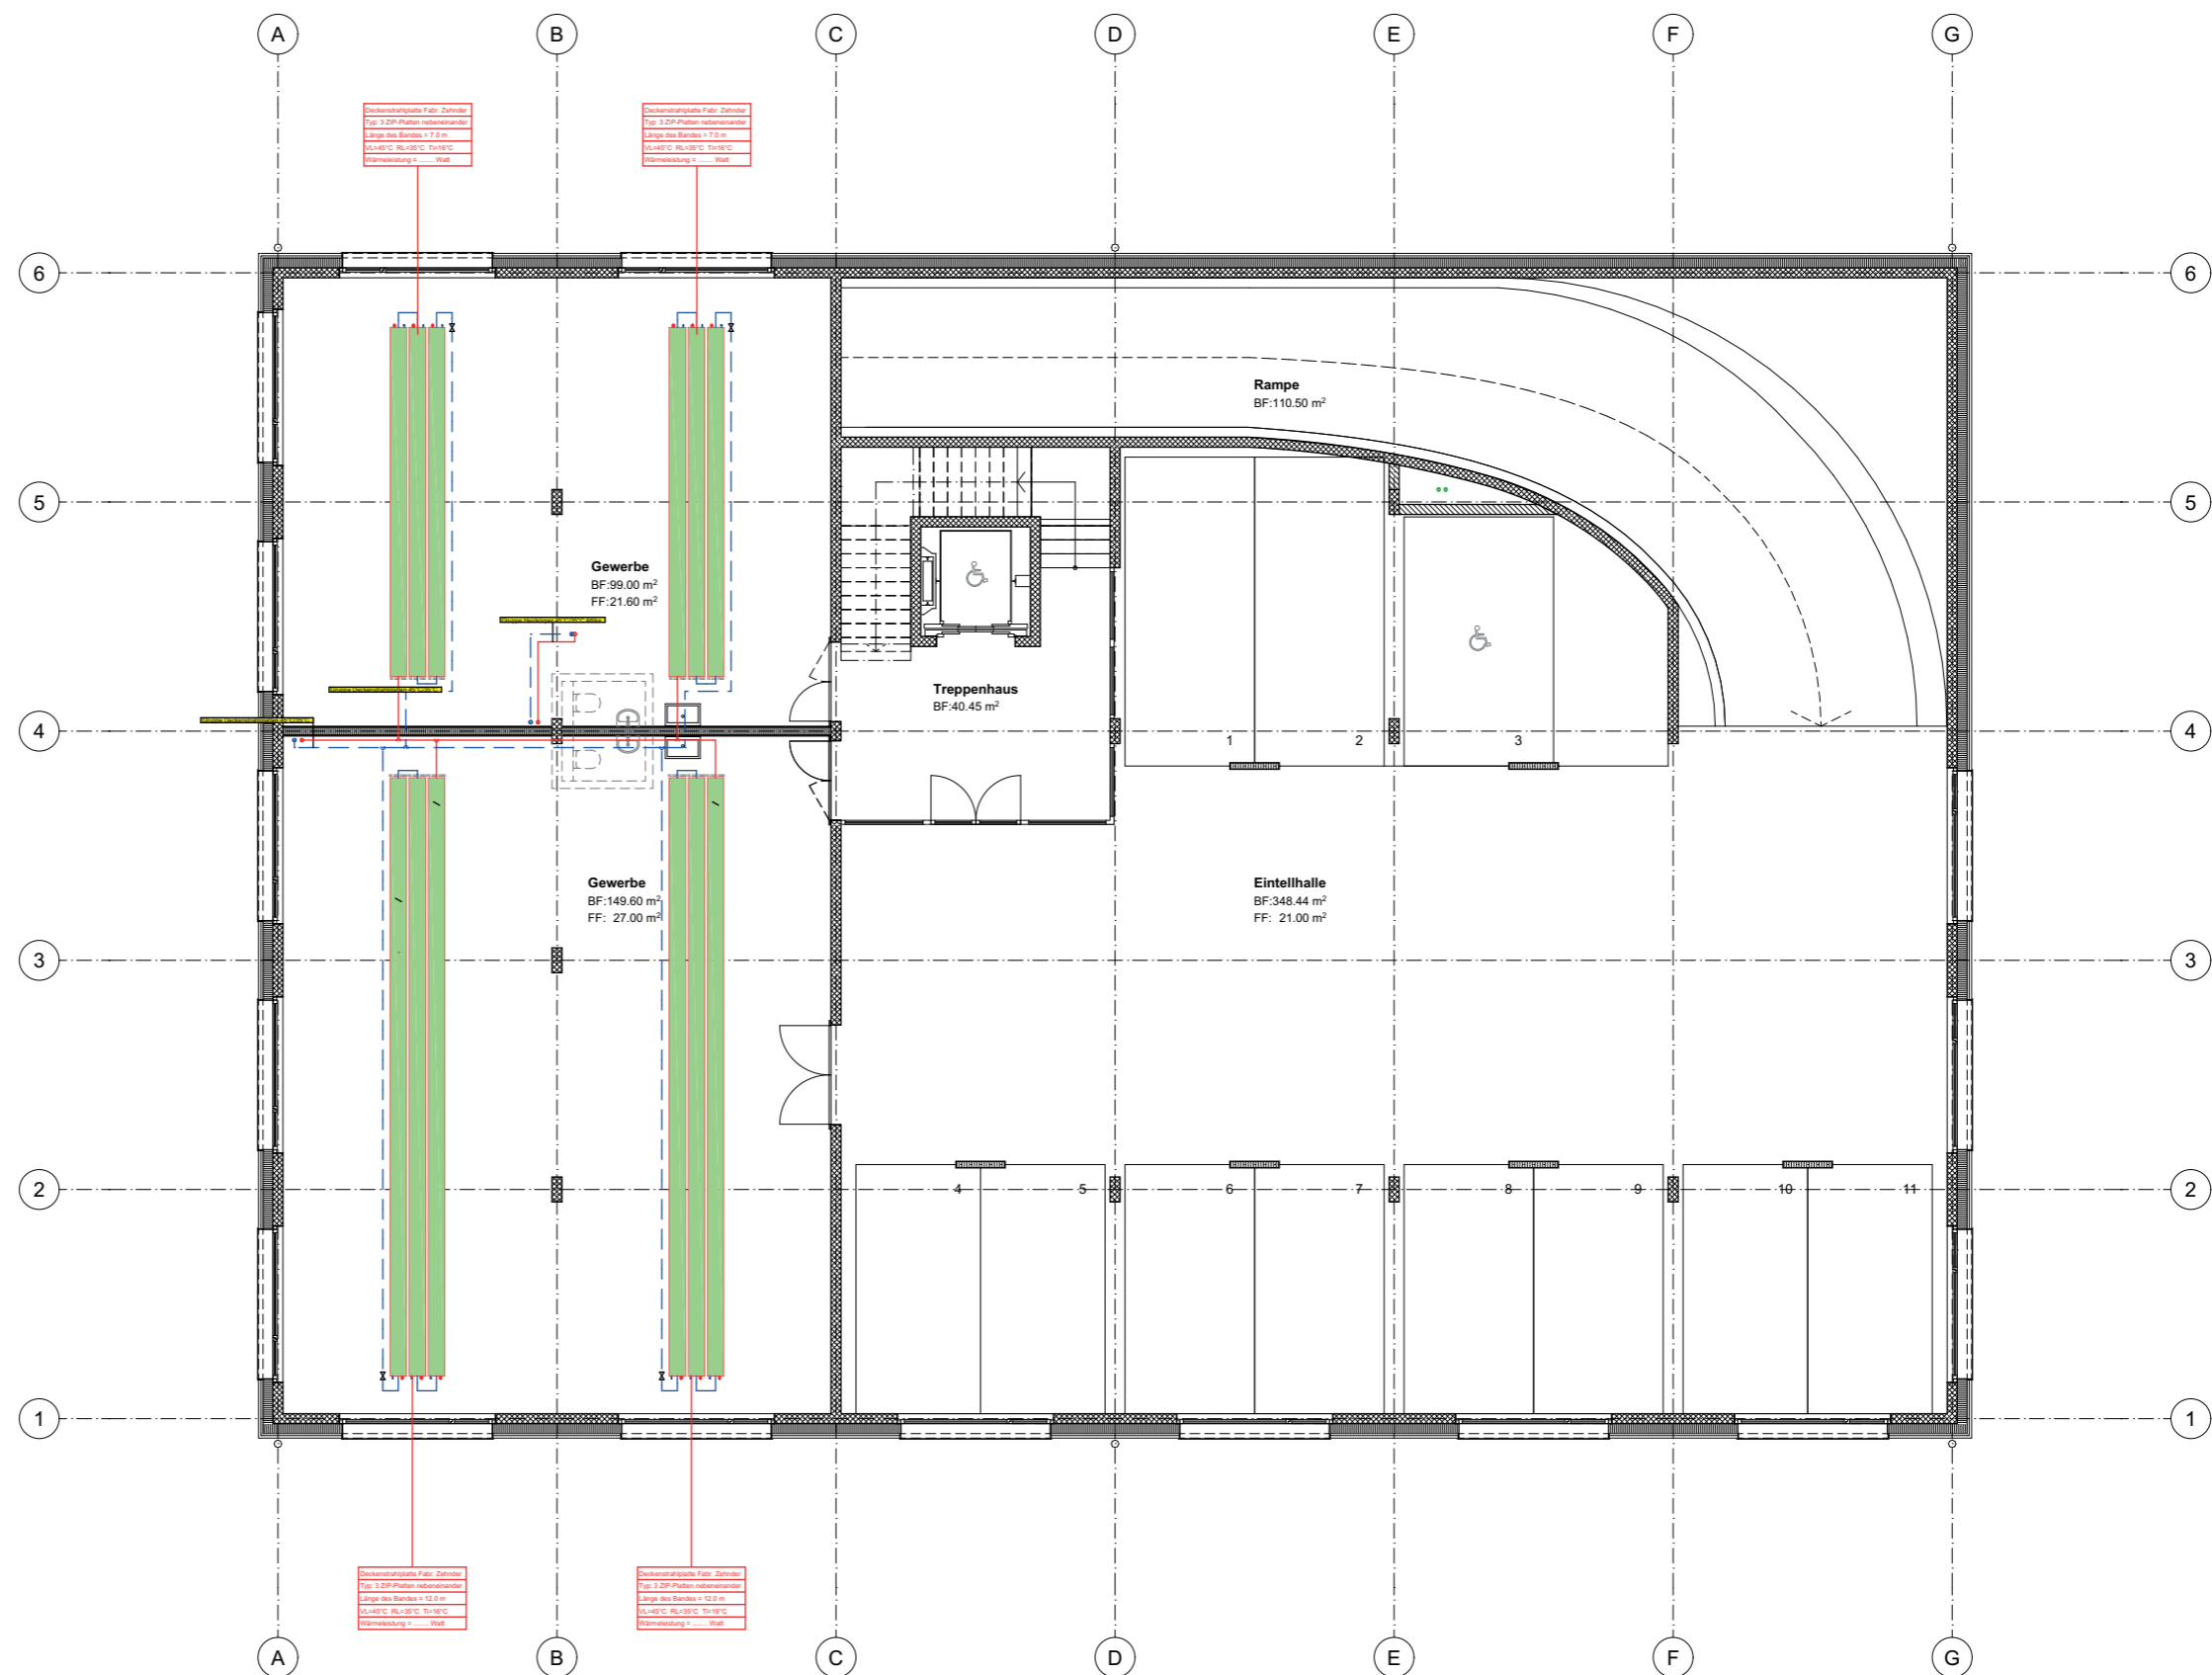 A B C D E F G
Deckenstrahlplatte Fabr. Zehnder
Typ: 3 ZIP-Platten nebeneinander
Länge des Bandes = 7.0 m
VL=45°C RL=35°C Ti=16°C
Wärmeleistung = ....... Watt
Deckenstrahlplatte Fabr. Zehnder
Typ: 3 ZIP-Platten nebeneinander
Länge des Bandes = 7.0 m
VL=45°C RL=35°C Ti=16°C
Wärmeleistung = ....... Watt
6 6
Rampe
BF:110.50 m²
5 5
Gewerbe
BF:99.00 m²
FF:21.60 m²
Treppenhaus
BF:40.45 m²
4 4
1 2 3
Gewerbe
BF:149.60 m²
FF: 27.00 m²
Eintellhalle
BF:348.44 m²
FF: 21.00 m²
3 3
2 4 5 6 7 8 9 10 11 2
1 1
Deckenstrahlplatte Fabr. Zehnder
Typ: 3 ZIP-Platten nebeneinander
Länge des Bandes = 12.0 m
VL=45°C RL=35°C Ti=16°C
Wärmeleistung = ....... Watt
Deckenstrahlplatte Fabr. Zehnder
Typ: 3 ZIP-Platten nebeneinander
Länge des Bandes = 12.0 m
VL=45°C RL=35°C Ti=16°C
Wärmeleistung = ....... Watt
A B C D E F G